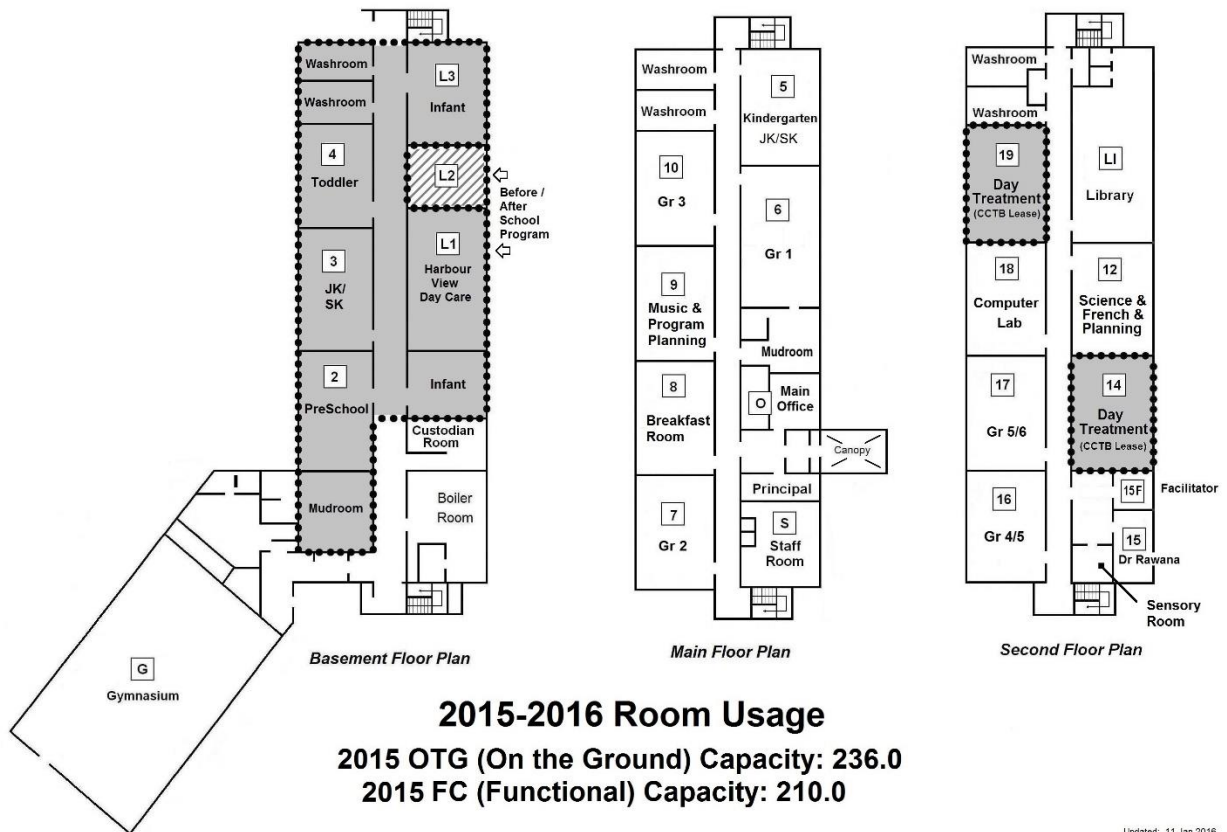 Washroom
Washroom
4
Toddler
3
JK/
SK
2
PreSchool
Mudroom
L3
Infant
L2
Before /
After
School
Program
L1
Harbour
View
Day Care
Infant
Custodian
Room
Boiler
Room
G
Gymnasium
Basement Floor Plan
Washroom
Washroom
10
Gr 3
9
Music &
Program
Planning
8
Breakfast
Room
7
Gr 2
5
Kindergarten
JK/SK
6
Gr 1
Mudroom
O
Main
Office
Canopy
Principal
S
Staff
Room
Main Floor Plan
Washroom
Washroom
19
Day
Treatment
(CCTB Lease)
18
Computer
Lab
17
Gr 5/6
16
Gr 4/5
LI
Library
12
Science &
French &
Planning
14
Day
Treatment
(CCTB Lease)
15F
Facilitator
15
Dr Rawana
Sensory
Room
Second Floor Plan
2015-2016 Room Usage
2015 OTG (On the Ground) Capacity: 236.0
2015 FC (Functional) Capacity: 210.0
Updated: 11 Jan 2016